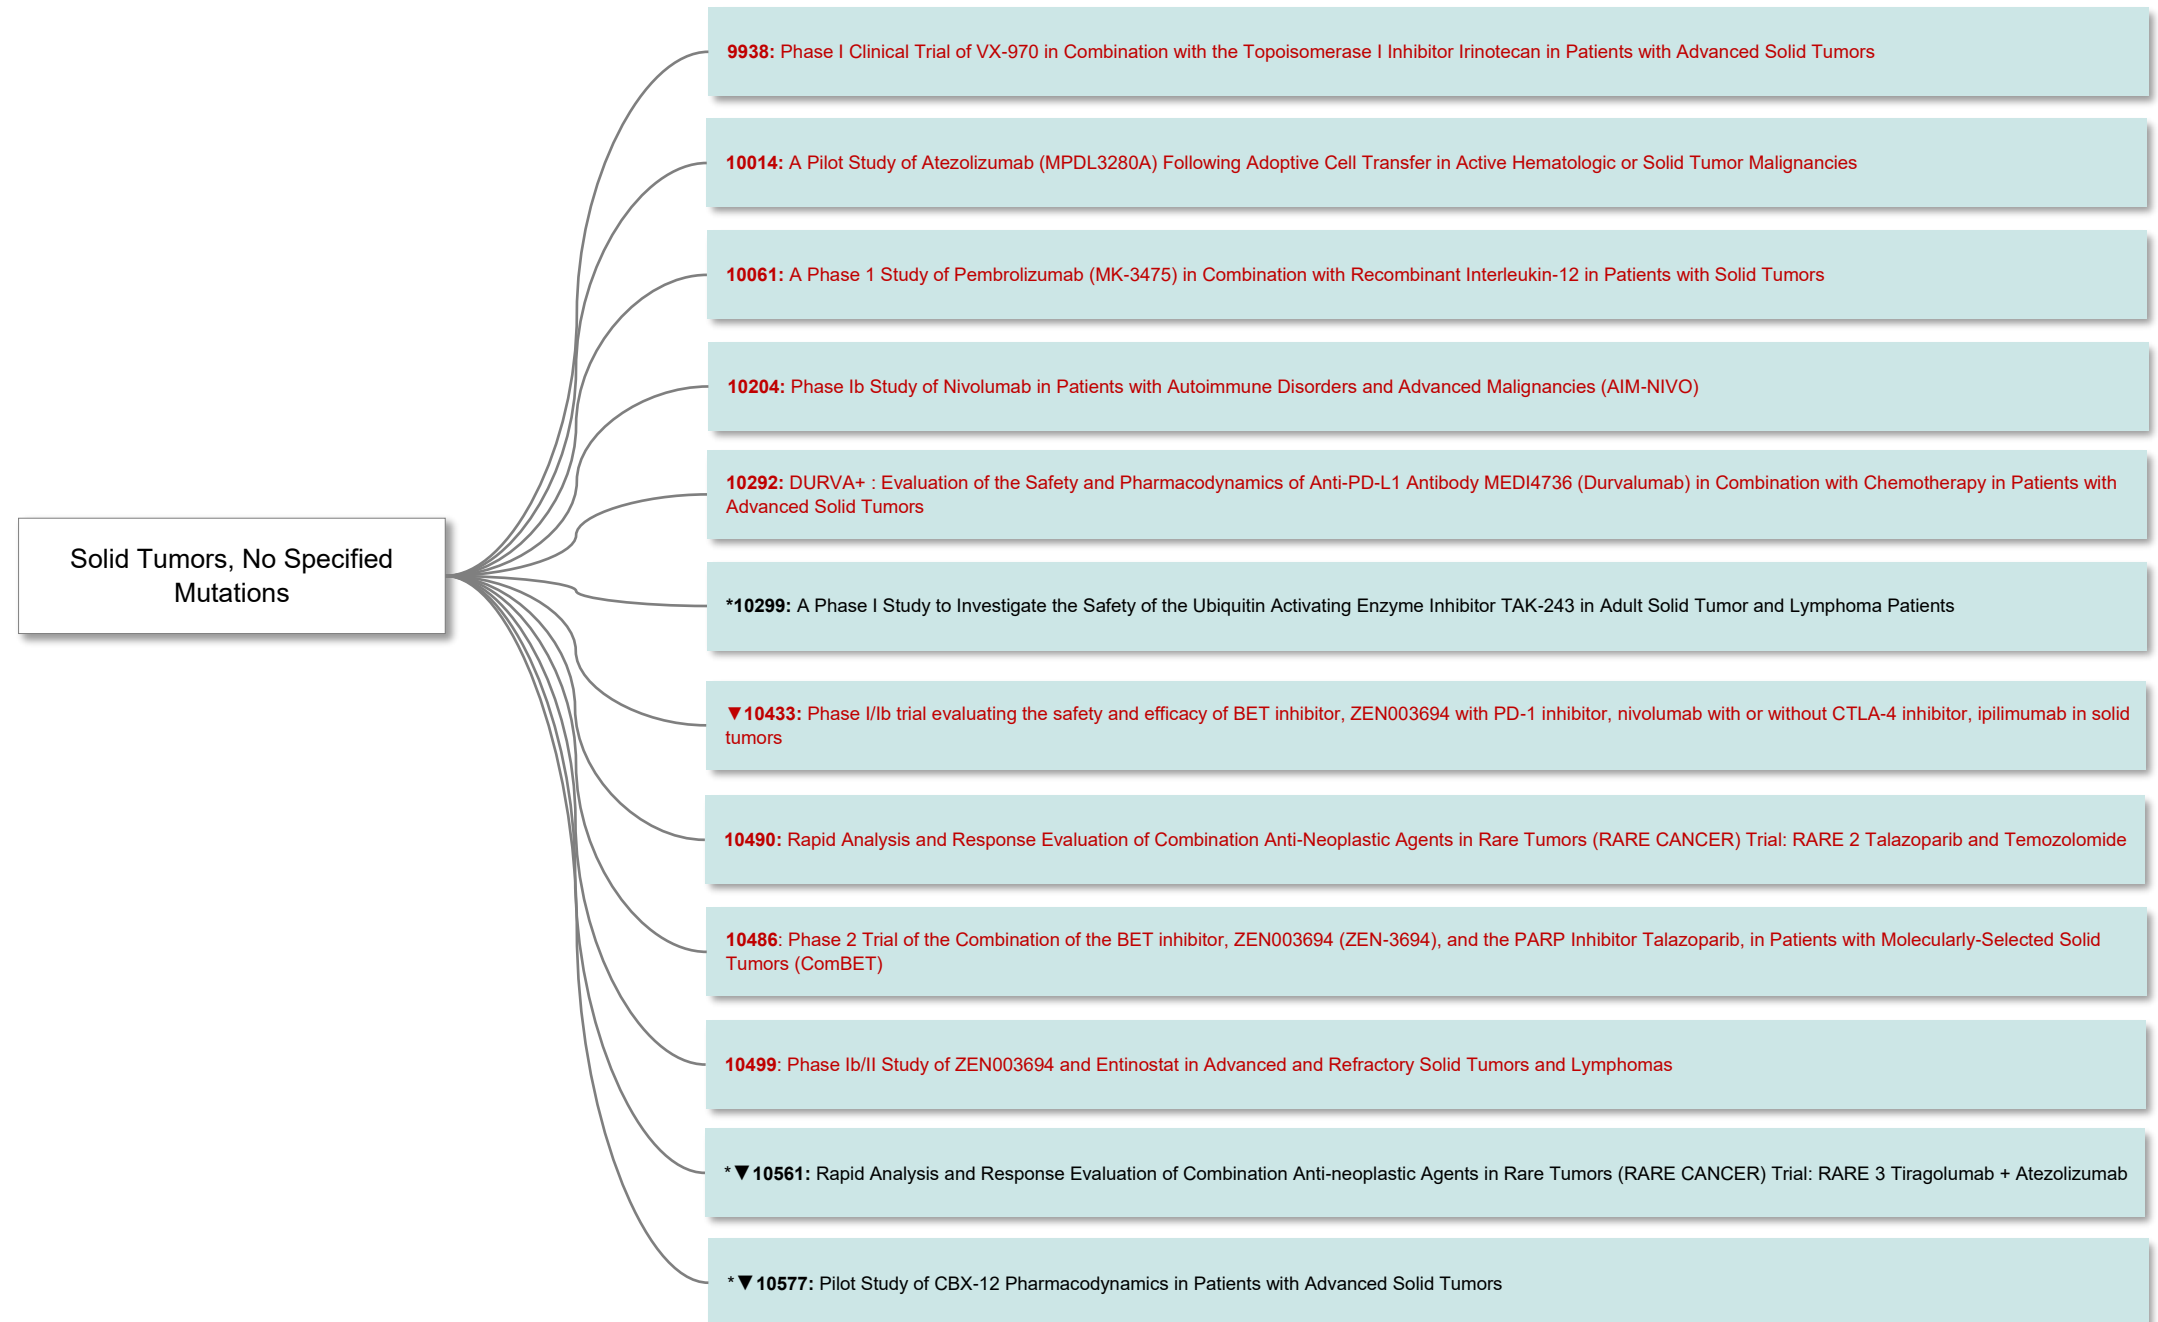 9938: Phase I Clinical Trial of VX-970 in Combination with the Topoisomerase I Inhibitor Irinotecan in Patients with Advanced Solid Tumors
10014: A Pilot Study of Atezolizumab (MPDL3280A) Following Adoptive Cell Transfer in Active Hematologic or Solid Tumor Malignancies
10061: A Phase 1 Study of Pembrolizumab (MK-3475) in Combination with Recombinant Interleukin-12 in Patients with Solid Tumors
10204: Phase Ib Study of Nivolumab in Patients with Autoimmune Disorders and Advanced Malignancies (AIM-NIVO)
10292: DURVA+ : Evaluation of the Safety and Pharmacodynamics of Anti-PD-L1 Antibody MEDI4736 (Durvalumab) in Combination with Chemotherapy in Patients with
Advanced Solid Tumors
Solid Tumors, No Specified
Mutations
*10299: A Phase I Study to Investigate the Safety of the Ubiquitin Activating Enzyme Inhibitor TAK-243 in Adult Solid Tumor and Lymphoma Patients
▼10433: Phase I/Ib trial evaluating the safety and efficacy of BET inhibitor, ZEN003694 with PD-1 inhibitor, nivolumab with or without CTLA-4 inhibitor, ipilimumab in solid
tumors
10490: Rapid Analysis and Response Evaluation of Combination Anti-Neoplastic Agents in Rare Tumors (RARE CANCER) Trial: RARE 2 Talazoparib and Temozolomide
10486: Phase 2 Trial of the Combination of the BET inhibitor, ZEN003694 (ZEN-3694), and the PARP Inhibitor Talazoparib, in Patients with Molecularly-Selected Solid
Tumors (ComBET)
10499: Phase Ib/II Study of ZEN003694 and Entinostat in Advanced and Refractory Solid Tumors and Lymphomas
*▼10561: Rapid Analysis and Response Evaluation of Combination Anti-neoplastic Agents in Rare Tumors (RARE CANCER) Trial: RARE 3 Tiragolumab + Atezolizumab
*▼10577: Pilot Study of CBX-12 Pharmacodynamics in Patients with Advanced Solid Tumors